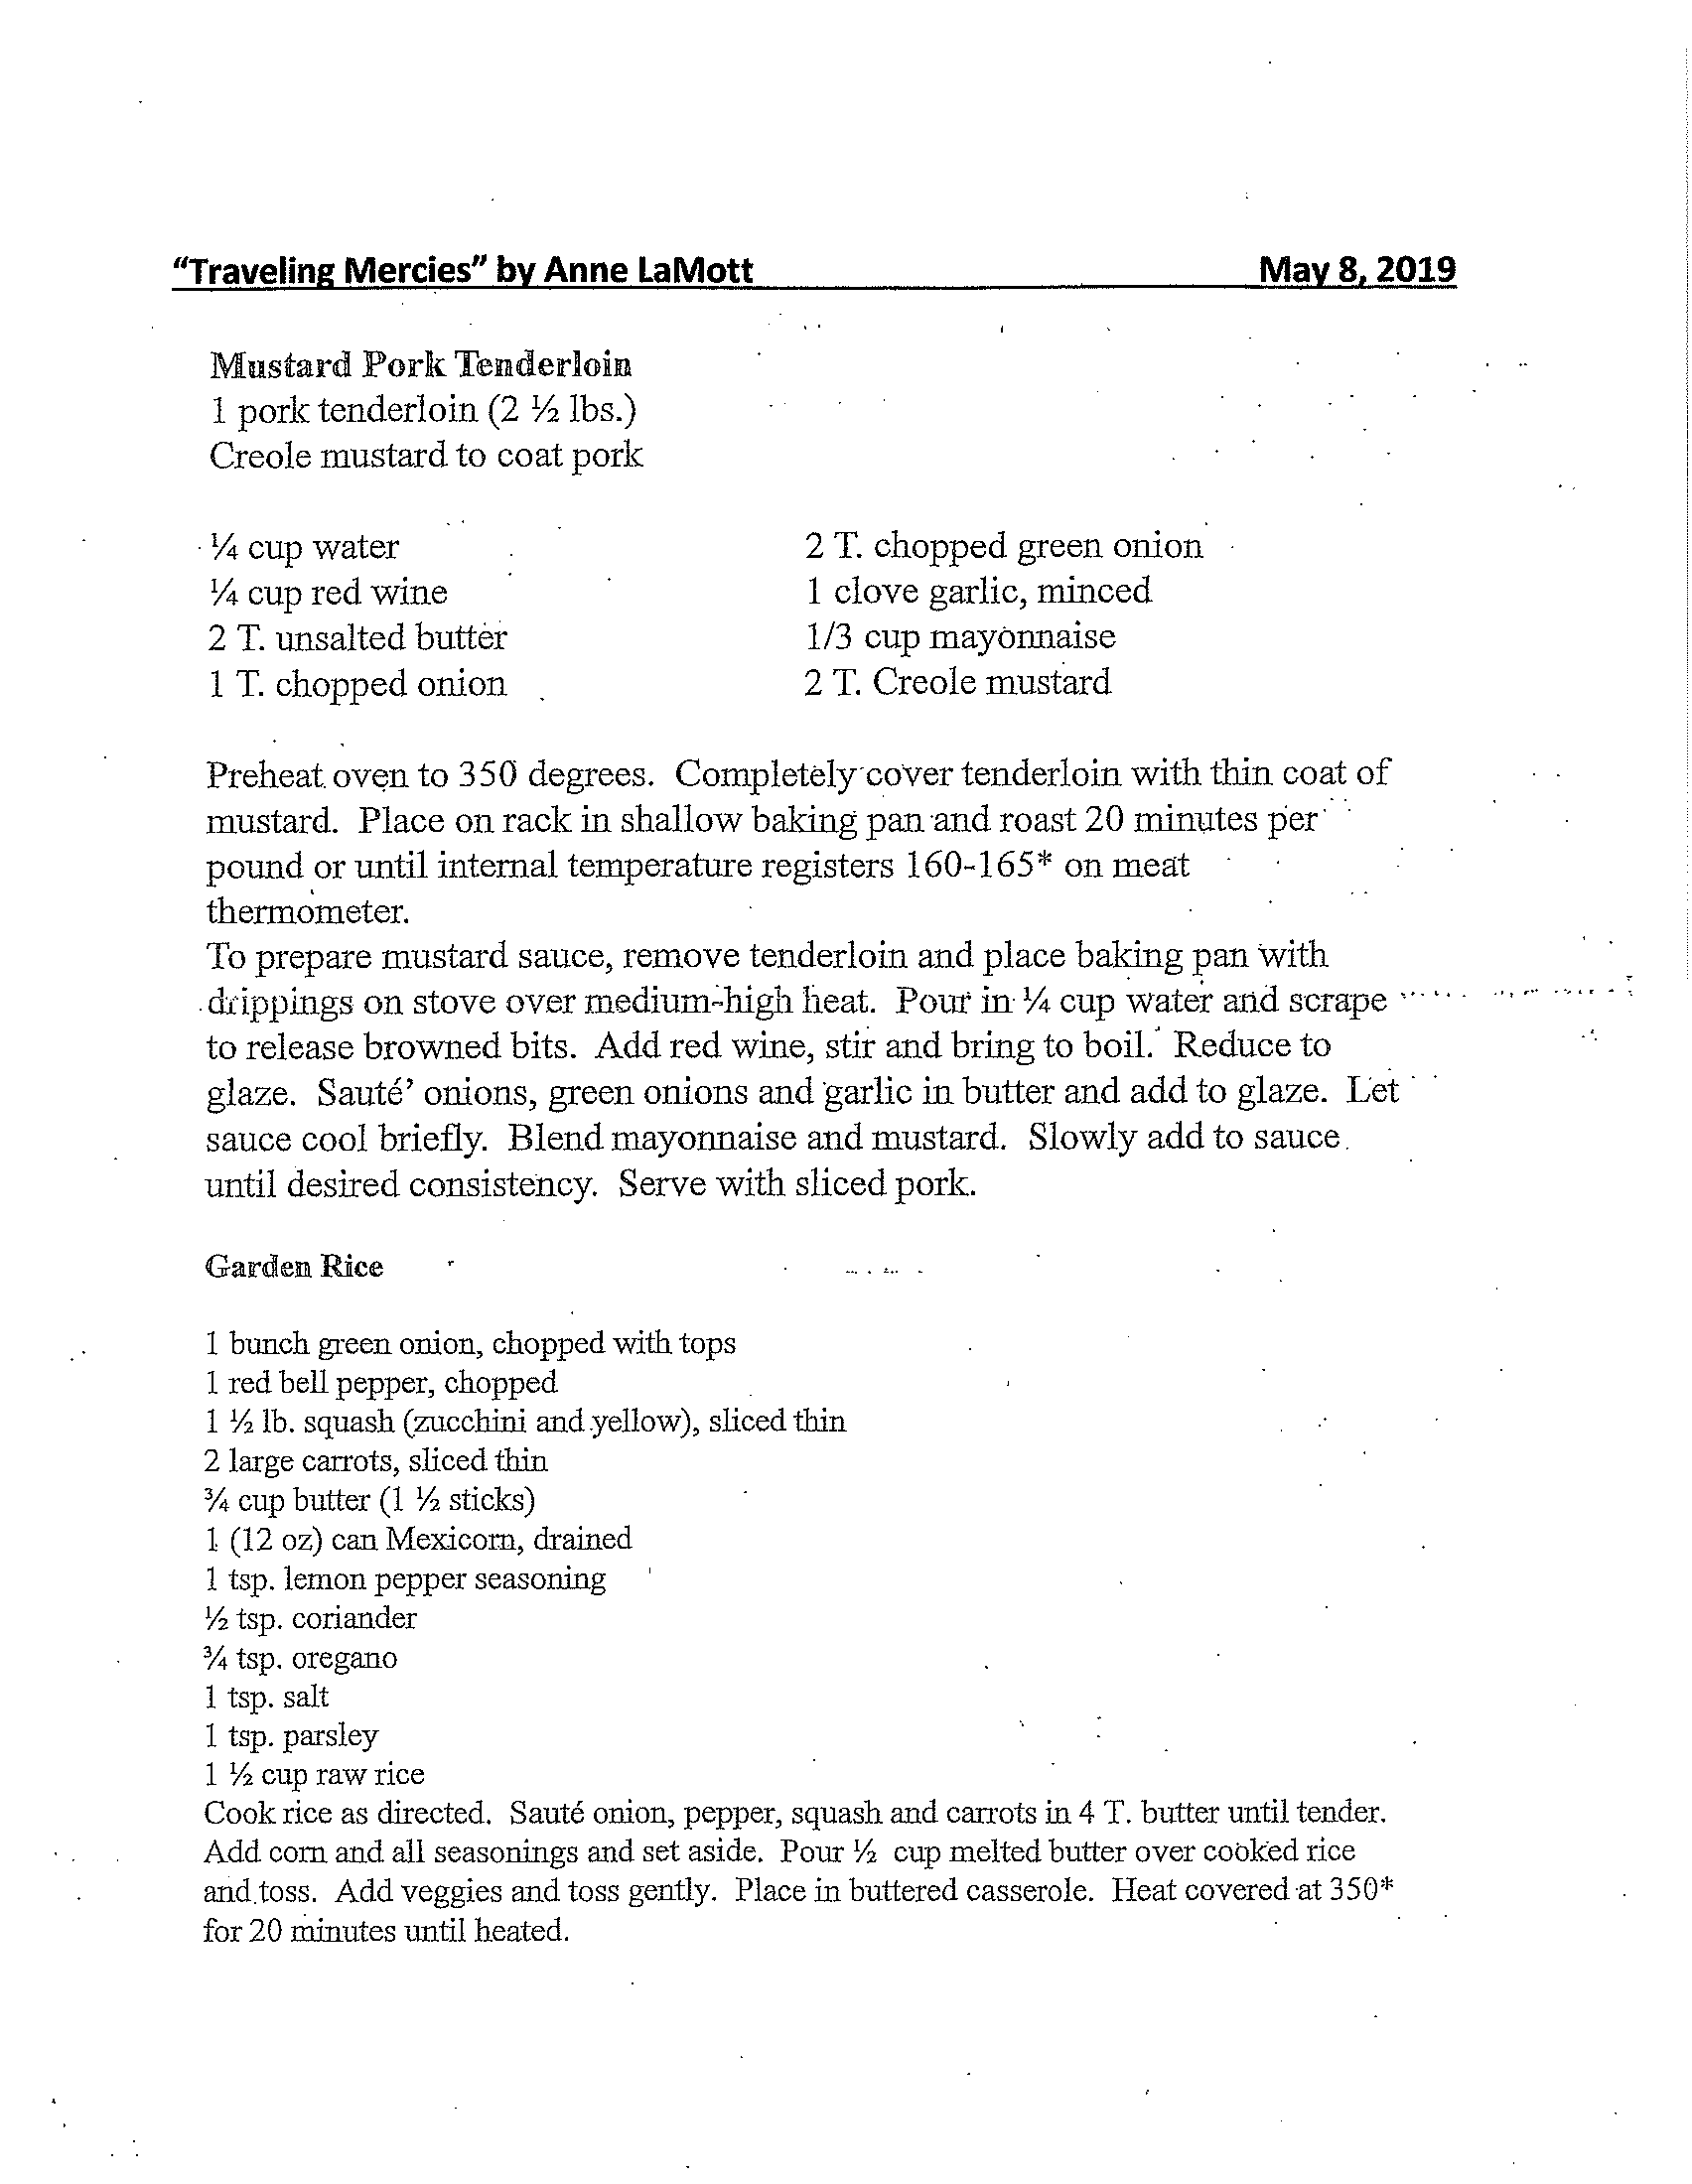 "Traveling Mercies" by Anne LaMott May 8, 2019
Mustard Pork Tenderloin
1 pork tenderloin (2 ½ lbs.)
Creole mustard to coat pork
¼ cup water 2 T. chopped green onion
¼ cup red wine 1 clove garlic, minced
2 T. unsalted butter 1/3 cup mayonnaise
1 T. chopped onion 2 T. Creole mustard
Preheat oven to 350 degrees. Completely cover tenderloin with thin coat of
mustard. Place on rack in shallow baking pan and roast 20 minutes per
pound or until internal temperature registers 160-165* on meat
thermometer.
To prepare mustard sauce, remove tenderloin and place baking pan with
drippings on stove over medium-high heat. Pour in ¼ cup water and scrape
to release browned bits. Add red wine, stir and bring to boil. Reduce to
glaze. Sauté' onions, green onions and garlic in butter and add to glaze. Let
sauce cool briefly. Blend mayonnaise and mustard. Slowly add to sauce
until desired consistency. Serve with sliced pork.
Garden Rice
1 bunch green onion, chopped with tops
1 red bell pepper, chopped
1 ½ lb. squash (zucchini and yellow), sliced thin
2 large carrots, sliced thin
¾ cup butter (1 ½ sticks)
1 (12 oz) can Mexicorn, drained
1 tsp. lemon pepper seasoning
½ tsp. coriander
¾ tsp. oregano
1 tsp. salt
1 tsp. parsley
1 ½ cup raw rice
Cook rice as directed. Sauté onion, pepper, squash and carrots in 4 T. butter until tender.
Add corn and all seasonings and set aside. Pour ½ cup melted butter over cooked rice
and toss. Add veggies and toss gently. Place in buttered casserole. Heat covered at 350*
for 20 minutes until heated.